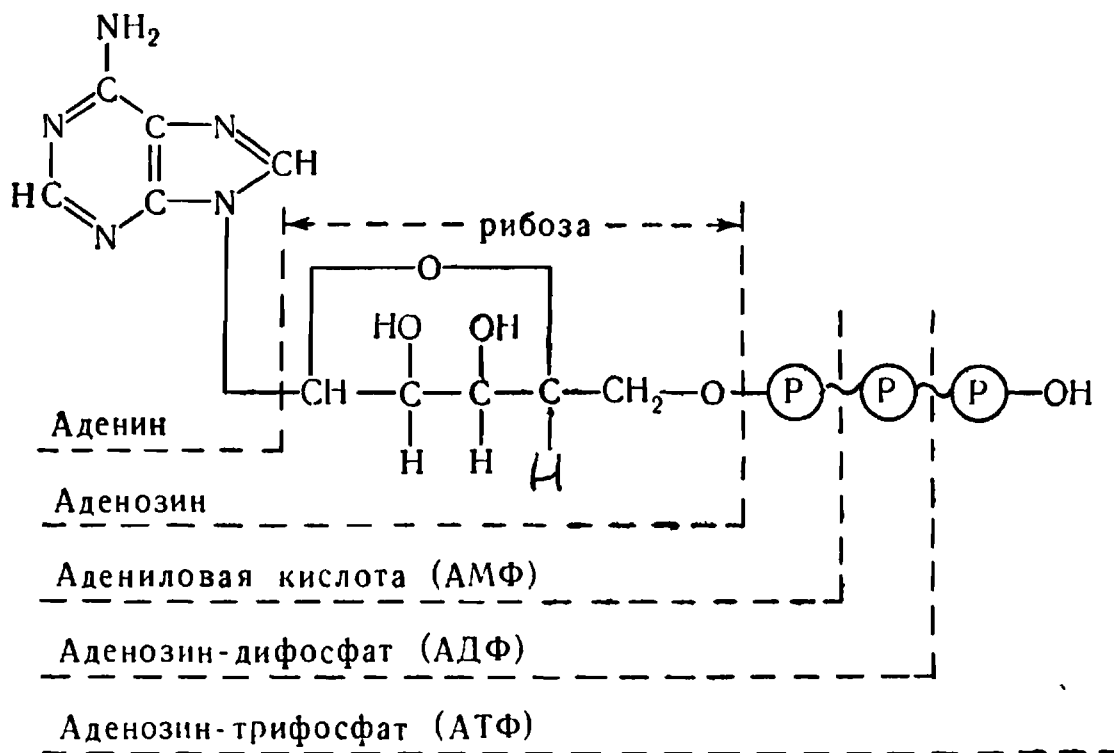 NH₂
N C C N CH
HC N C N
рибоза
O
HO OH
CH C C C CH₂ O P P P OH
H H H
Аденин
Аденозин
Адениловая кислота (АМФ)
Аденозин-дифосфат (АДФ)
Аденозин-трифосфат (АТФ)